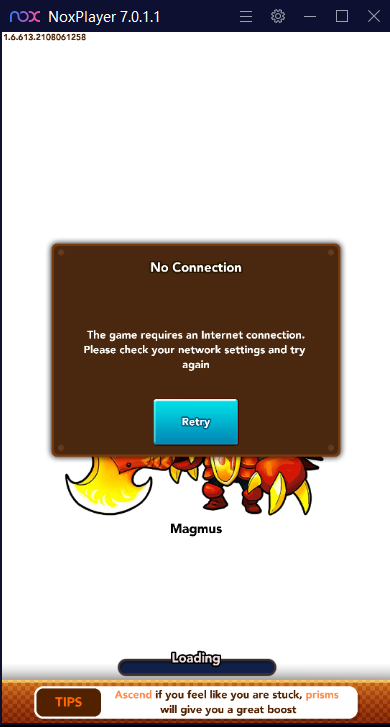 nox NoxPlayer 7.0.1.1
1.6.613.2108061258
No Connection
The game requires an Internet connection.
Please check your network settings and try
again
Retry
Magmus
Loading
TIPS
Ascend if you feel like you are stuck, prisms
will give you a great boost